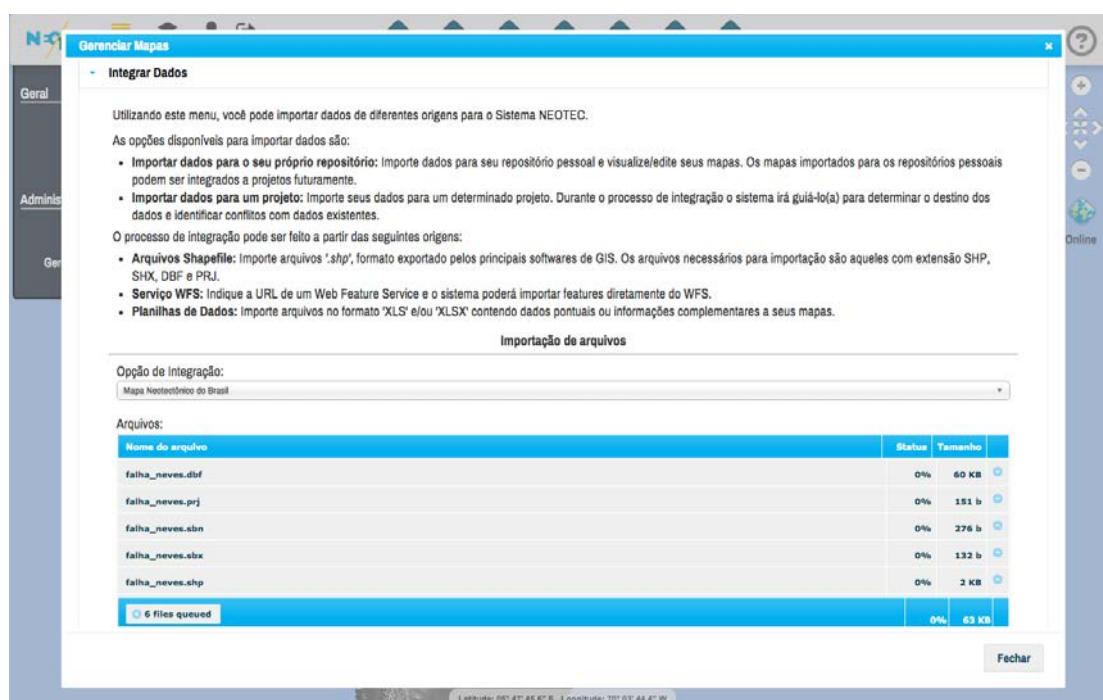 Gerenciar Mapas
Integrar Dados
Geral
Utilizando este menu, você pode importar dados de diferentes origens para o Sistema NEOTEC.
As opções disponíveis para importar dados são:
• Importar dados para o seu próprio repositório: Importe dados para seu repositório pessoal e visualize/edite seus mapas. Os mapas importados para os repositórios pessoais
podem ser integrados a projetos futuramente.
• Importar dados para um projeto: Importe seus dados para um determinado projeto. Durante o processo de integração o sistema irá guiá-lo(a) para determinar o destino dos
dados e identificar conflitos com dados existentes.
Adminis
O processo de integração pode ser feito a partir das seguintes origens:
Online
• Arquivos Shapefile: Importe arquivos '.shp', formato exportado pelos principais softwares de GIS. Os arquivos necessários para importação são aqueles com extensão SHP,
SHX, DBF e PRJ.
Ger
• Serviço WFS: Indique a URL de um Web Feature Service e o sistema poderá importar features diretamente do WFS.
• Planilhas de Dados: Importe arquivos no formato 'XLS' e/ou 'XLSX' contendo dados pontuais ou informações complementares a seus mapas.
Importação de arquivos
Opção de Integração:
Mapa Neotectônico do Brasil
Arquivos:
Nome do arquivo Status Tamanho
falha_neves.dbf 0% 60 KB
falha_neves.prj 0% 151 b
falha_neves.sbn 0% 276 b
falha_neves.sbx 0% 132 b
falha_neves.shp 0% 2 KB
6 files queued 0% 63 KB
Fechar